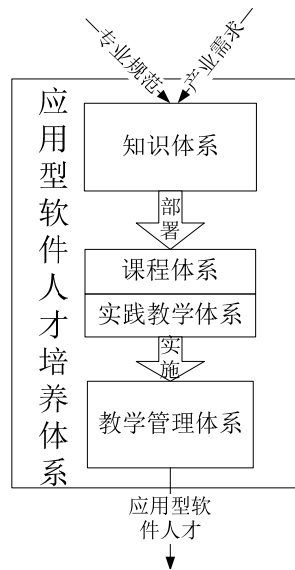 专业规范
产业需求
应用型软件人才培养体系
知识体系
部署
课程体系
实践教学体系
实施
教学管理体系
应用型软
件人才